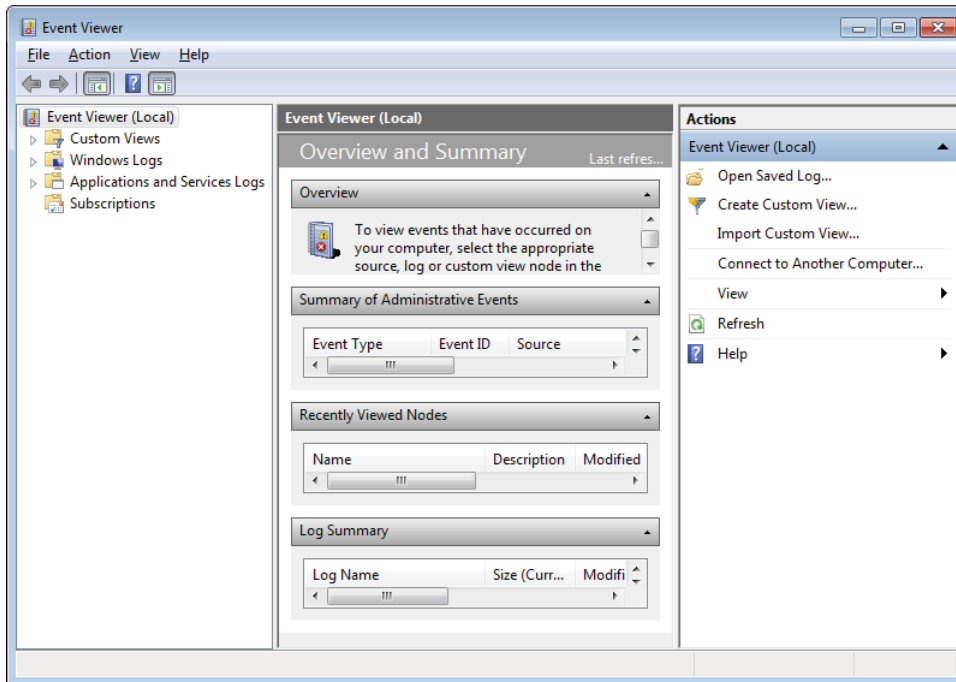 Event Viewer
File Action View Help
Event Viewer (Local)
Custom Views
Windows Logs
Applications and Services Logs
Subscriptions
Event Viewer (Local)
Overview and Summary Last refres...
Overview
To view events that have occurred on
your computer, select the appropriate
source, log or custom view node in the
Summary of Administrative Events
Event Type Event ID Source
Recently Viewed Nodes
Name Description Modified
Log Summary
Log Name Size (Curr... Modifi
Actions
Event Viewer (Local)
Open Saved Log...
Create Custom View...
Import Custom View...
Connect to Another Computer...
View
Refresh
Help